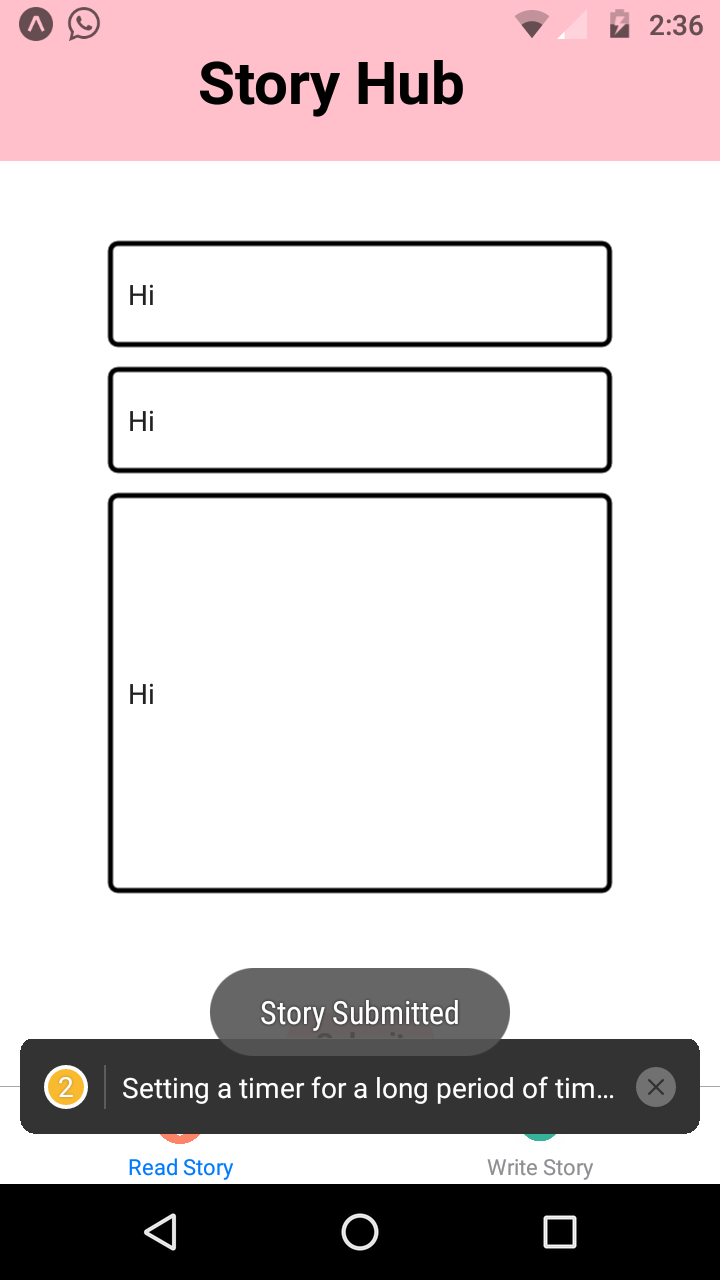 2:36
Story Hub
Hi
Hi
Hi
Story Submitted
2 Setting a timer for a long period of tim...
Read Story
Write Story